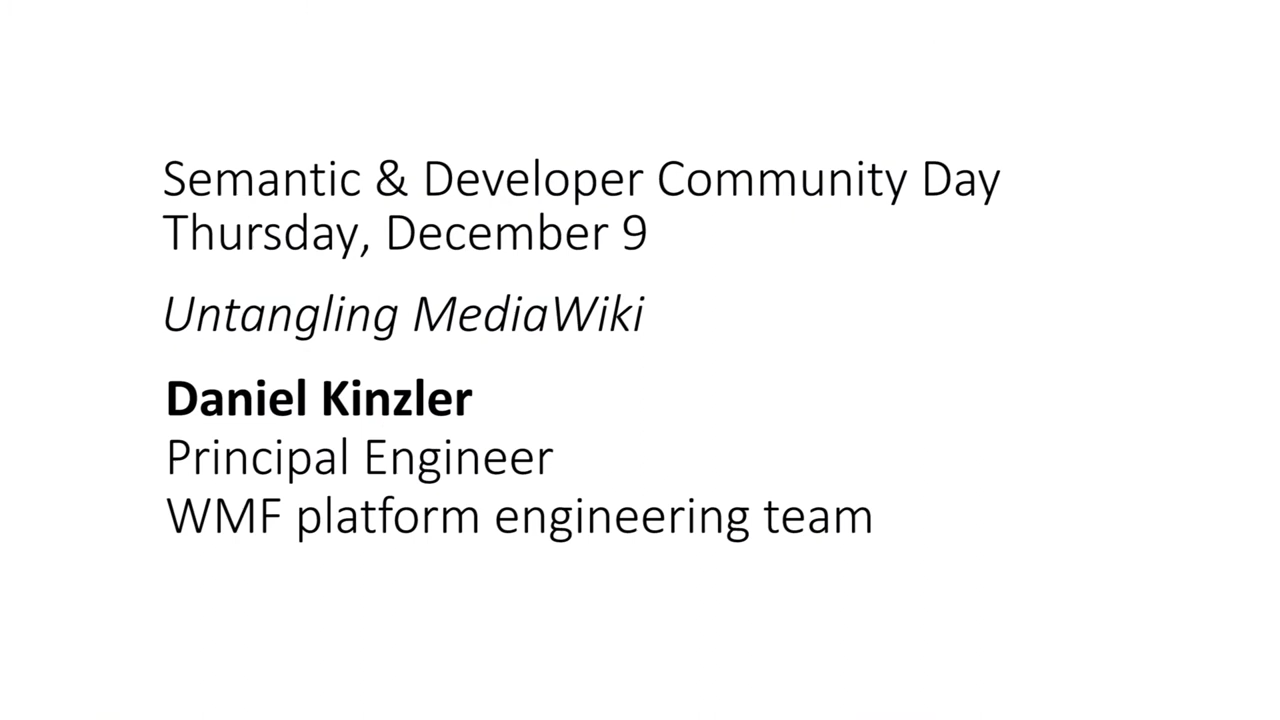 Semantic & Developer Community Day
Thursday, December 9
Untangling MediaWiki
Daniel Kinzler
Principal Engineer
WMF platform engineering team